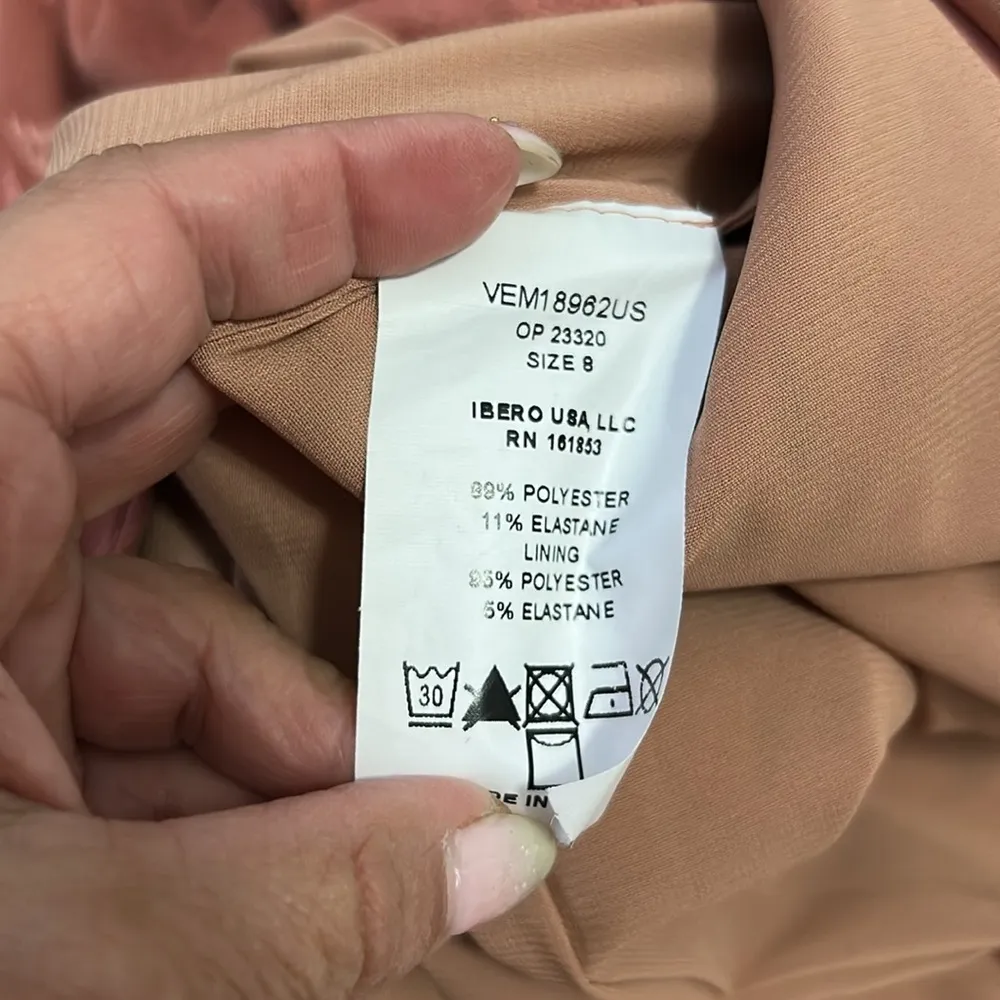 VEM18962US
OP 23320
SIZE 8
IBERO USA, LLC
RN 161853
89% POLYESTER
11% ELASTANE
LINING
95% POLYESTER
5% ELASTANE
30
IN